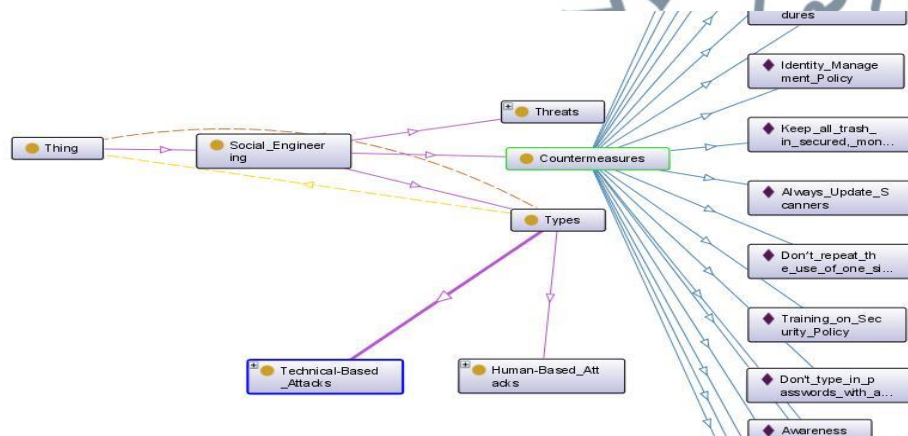 dures
Identity_Manage
ment_Policy
Threats
Keep_all_trash_
in_secured,_mon...
Thing
Social_Engineer
ing
Countermeasures
Always_Update_S
canners
Types
Don't_repeat_th
e_use_of_one_si...
Training_on_Sec
urity_Policy
Technical-Based
_Attacks
Human-Based_Att
acks
Don't_type_in_p
asswords_with_a...
Awareness